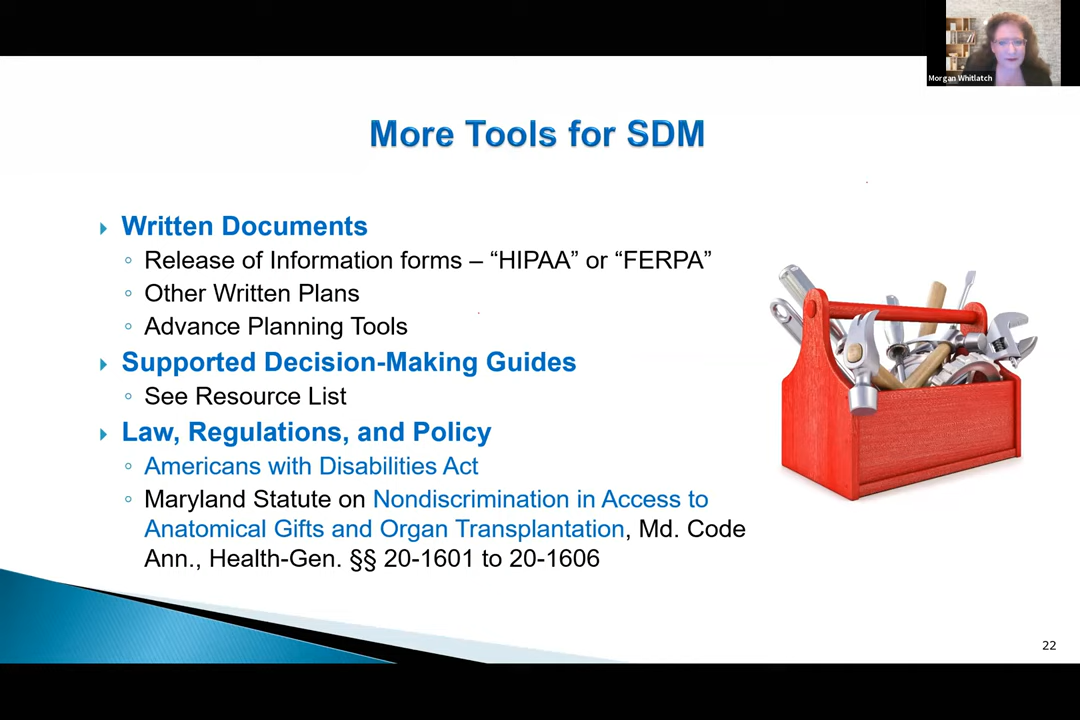 Morgan Whitlatch
More Tools for SDM
Written Documents
Release of Information forms – “HIPAA” or “FERPA”
Other Written Plans
Advance Planning Tools
Supported Decision-Making Guides
See Resource List
Law, Regulations, and Policy
Americans with Disabilities Act
Maryland Statute on Nondiscrimination in Access to
Anatomical Gifts and Organ Transplantation, Md. Code
Ann., Health-Gen. §§ 20-1601 to 20-1606
22